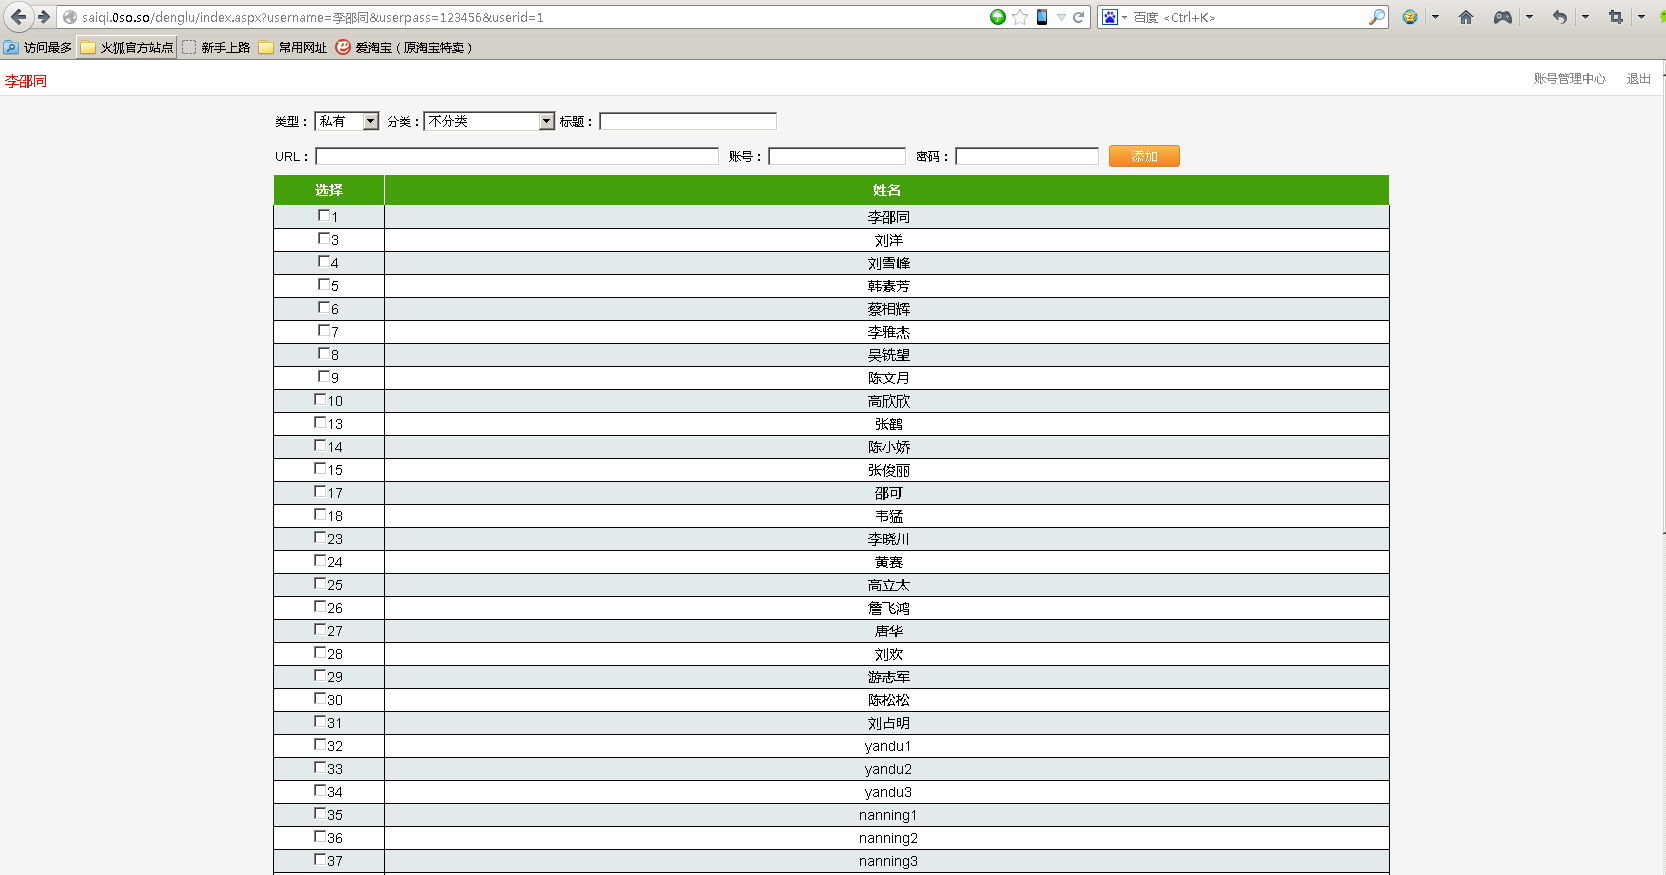 saiqi.0so.so/denglu/index.aspx?username=李邵同&userpass=123456&userid=1 百度 <Ctrl+K>
访问最多 火狐官方站点 新手上路 常用网址 爱淘宝（原淘宝特卖）
李邵同 账号管理中心 退出
类型： 私有 分类： 不分类 标题：
URL： 账号： 密码： 添加
选择 姓名
1 李邵同
3 刘洋
4 刘雪峰
5 韩素芳
6 蔡相辉
7 李雅杰
8 吴铣望
9 陈文月
10 高欣欣
13 张鹤
14 陈小娇
15 张俊丽
17 邵可
18 韦猛
23 李晓川
24 黄赛
25 高立太
26 詹飞鸿
27 唐华
28 刘欢
29 游志军
30 陈松松
31 刘占明
32 yandu1
33 yandu2
34 yandu3
35 nanning1
36 nanning2
37 nanning3